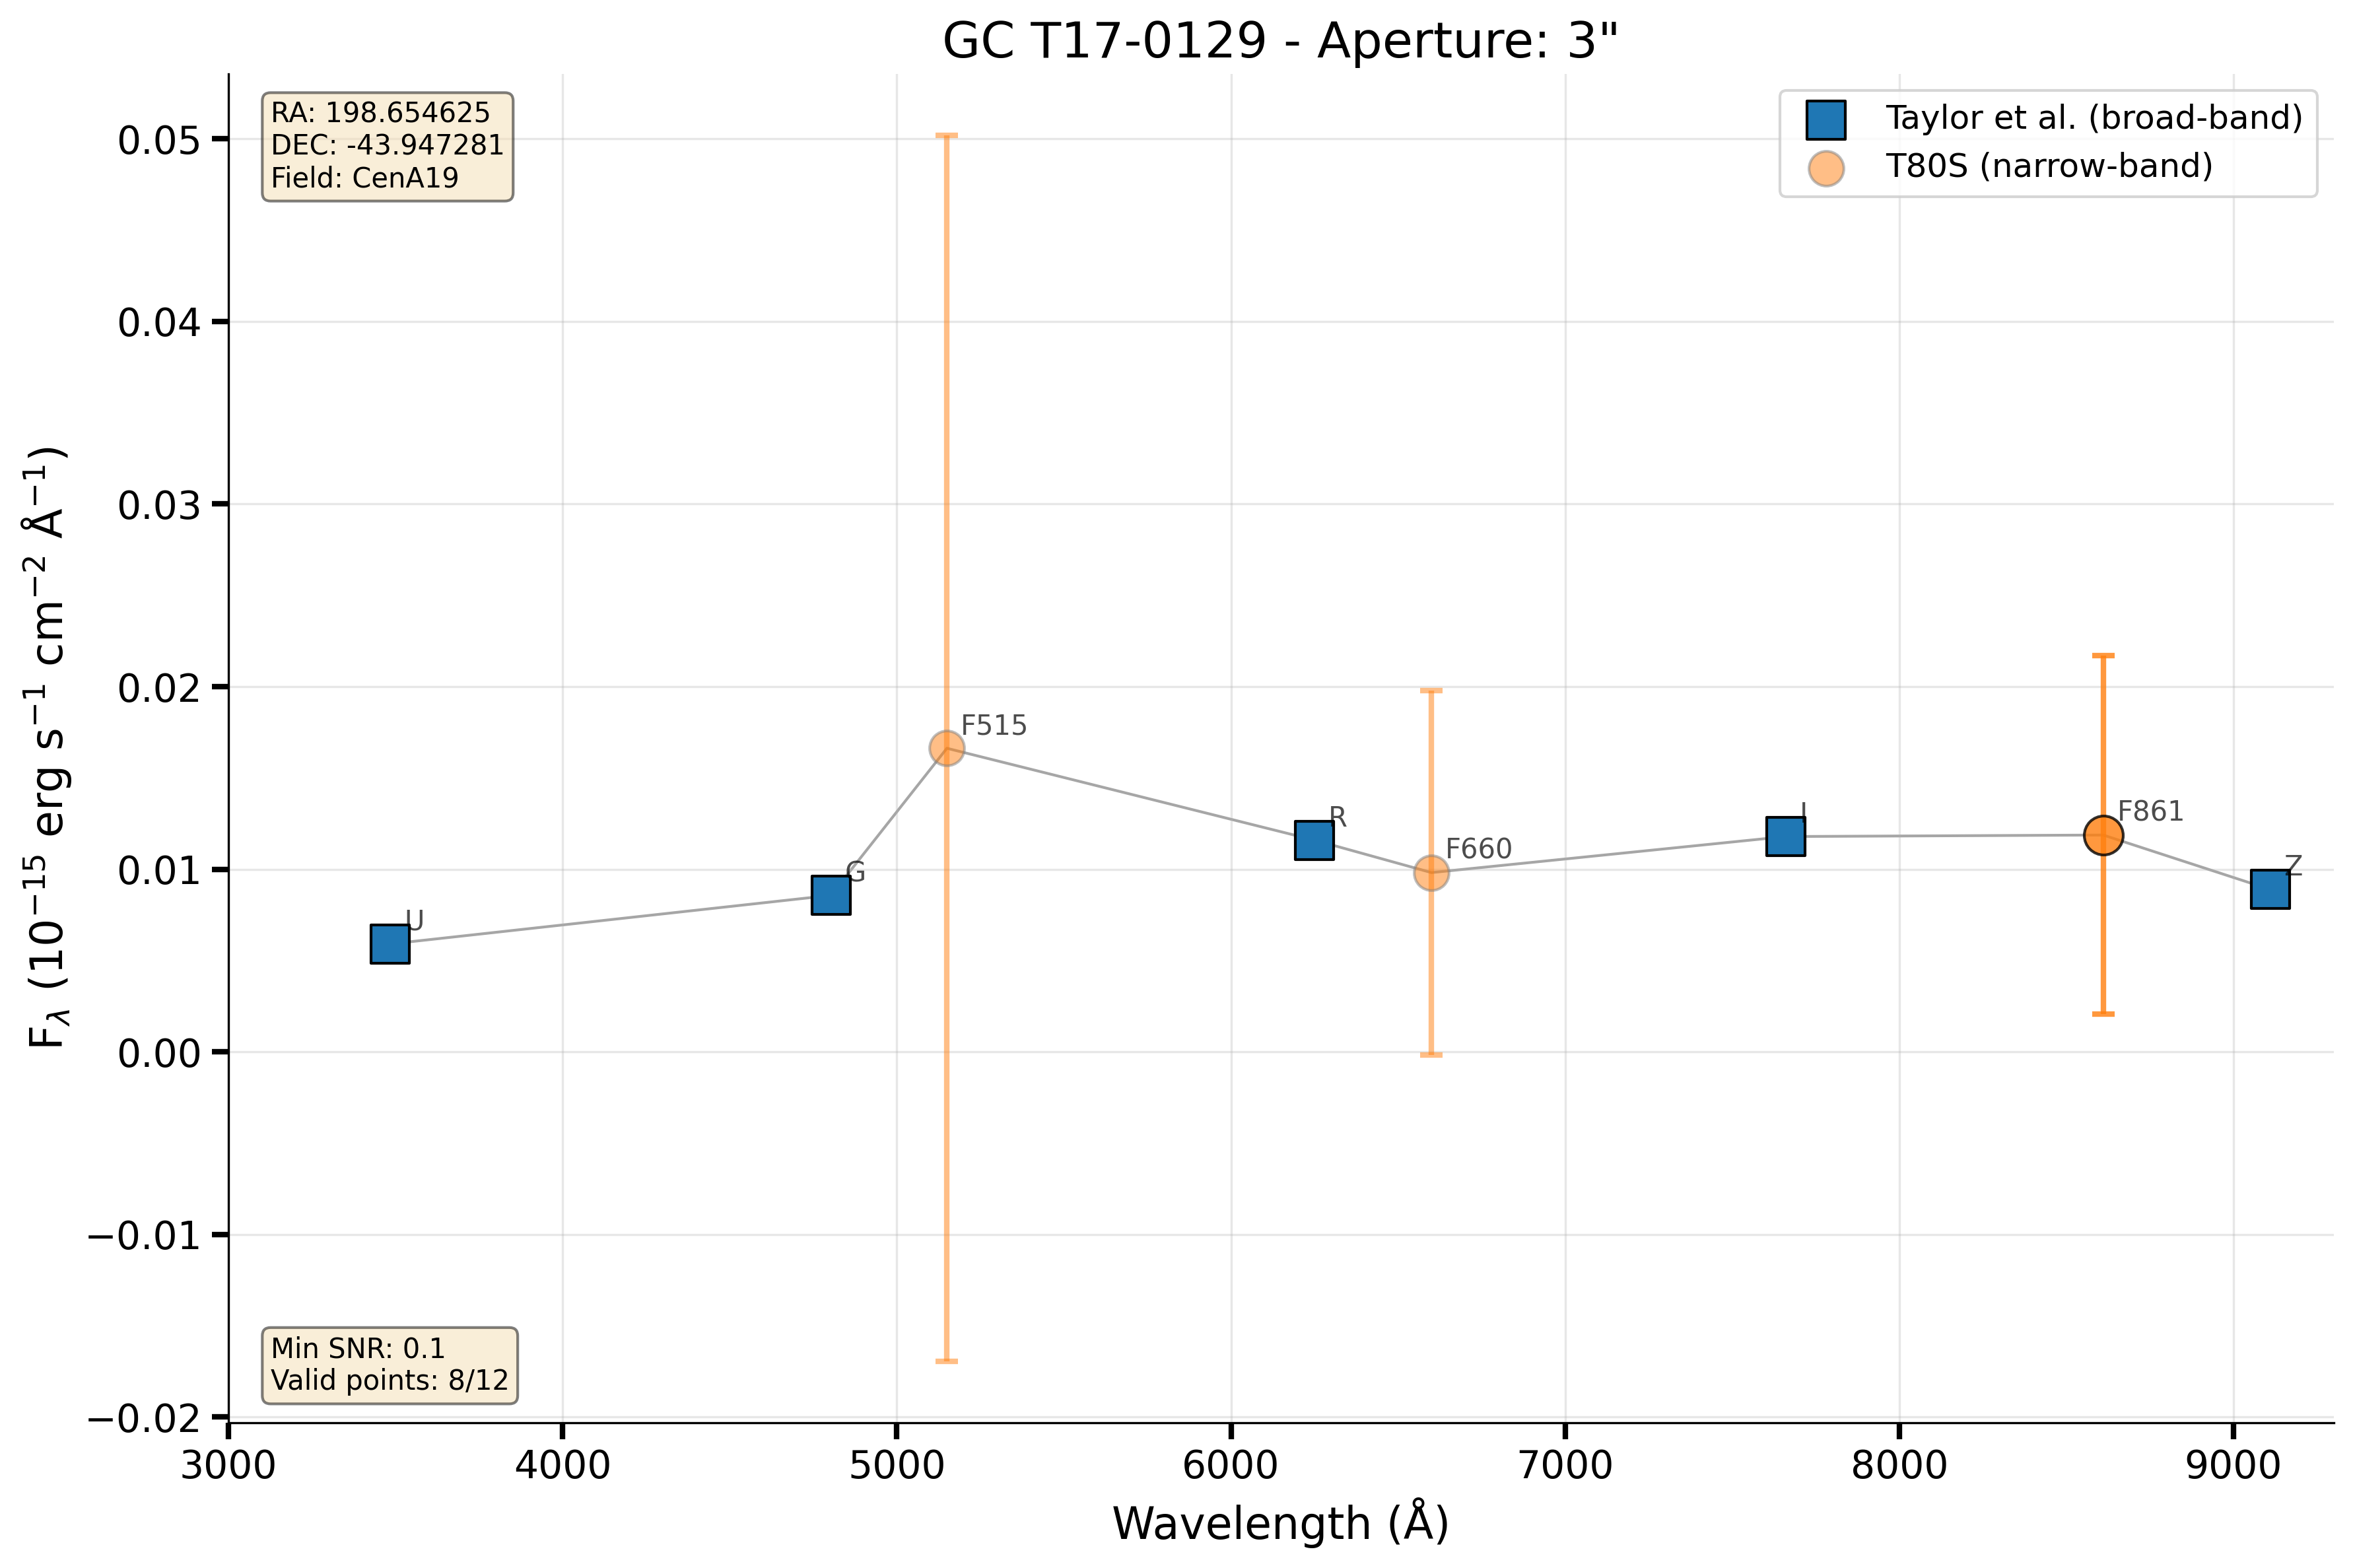 GC T17-0129 - Aperture: 3"
RA: 198.654625
DEC: -43.947281
Field: CenA19
Taylor et al. (broad-band)
T80S (narrow-band)
0.05
0.04
0.03
0.02
0.01
0.00
−0.01
−0.02
F$_λ$ (10$^{−15}$ erg s$^{−1}$ cm$^{−2}$ Å$^{−1}$)
U
G
F515
R
F660
I
F861
Z
Min SNR: 0.1
Valid points: 8/12
3000 4000 5000 6000 7000 8000 9000
Wavelength (Å)